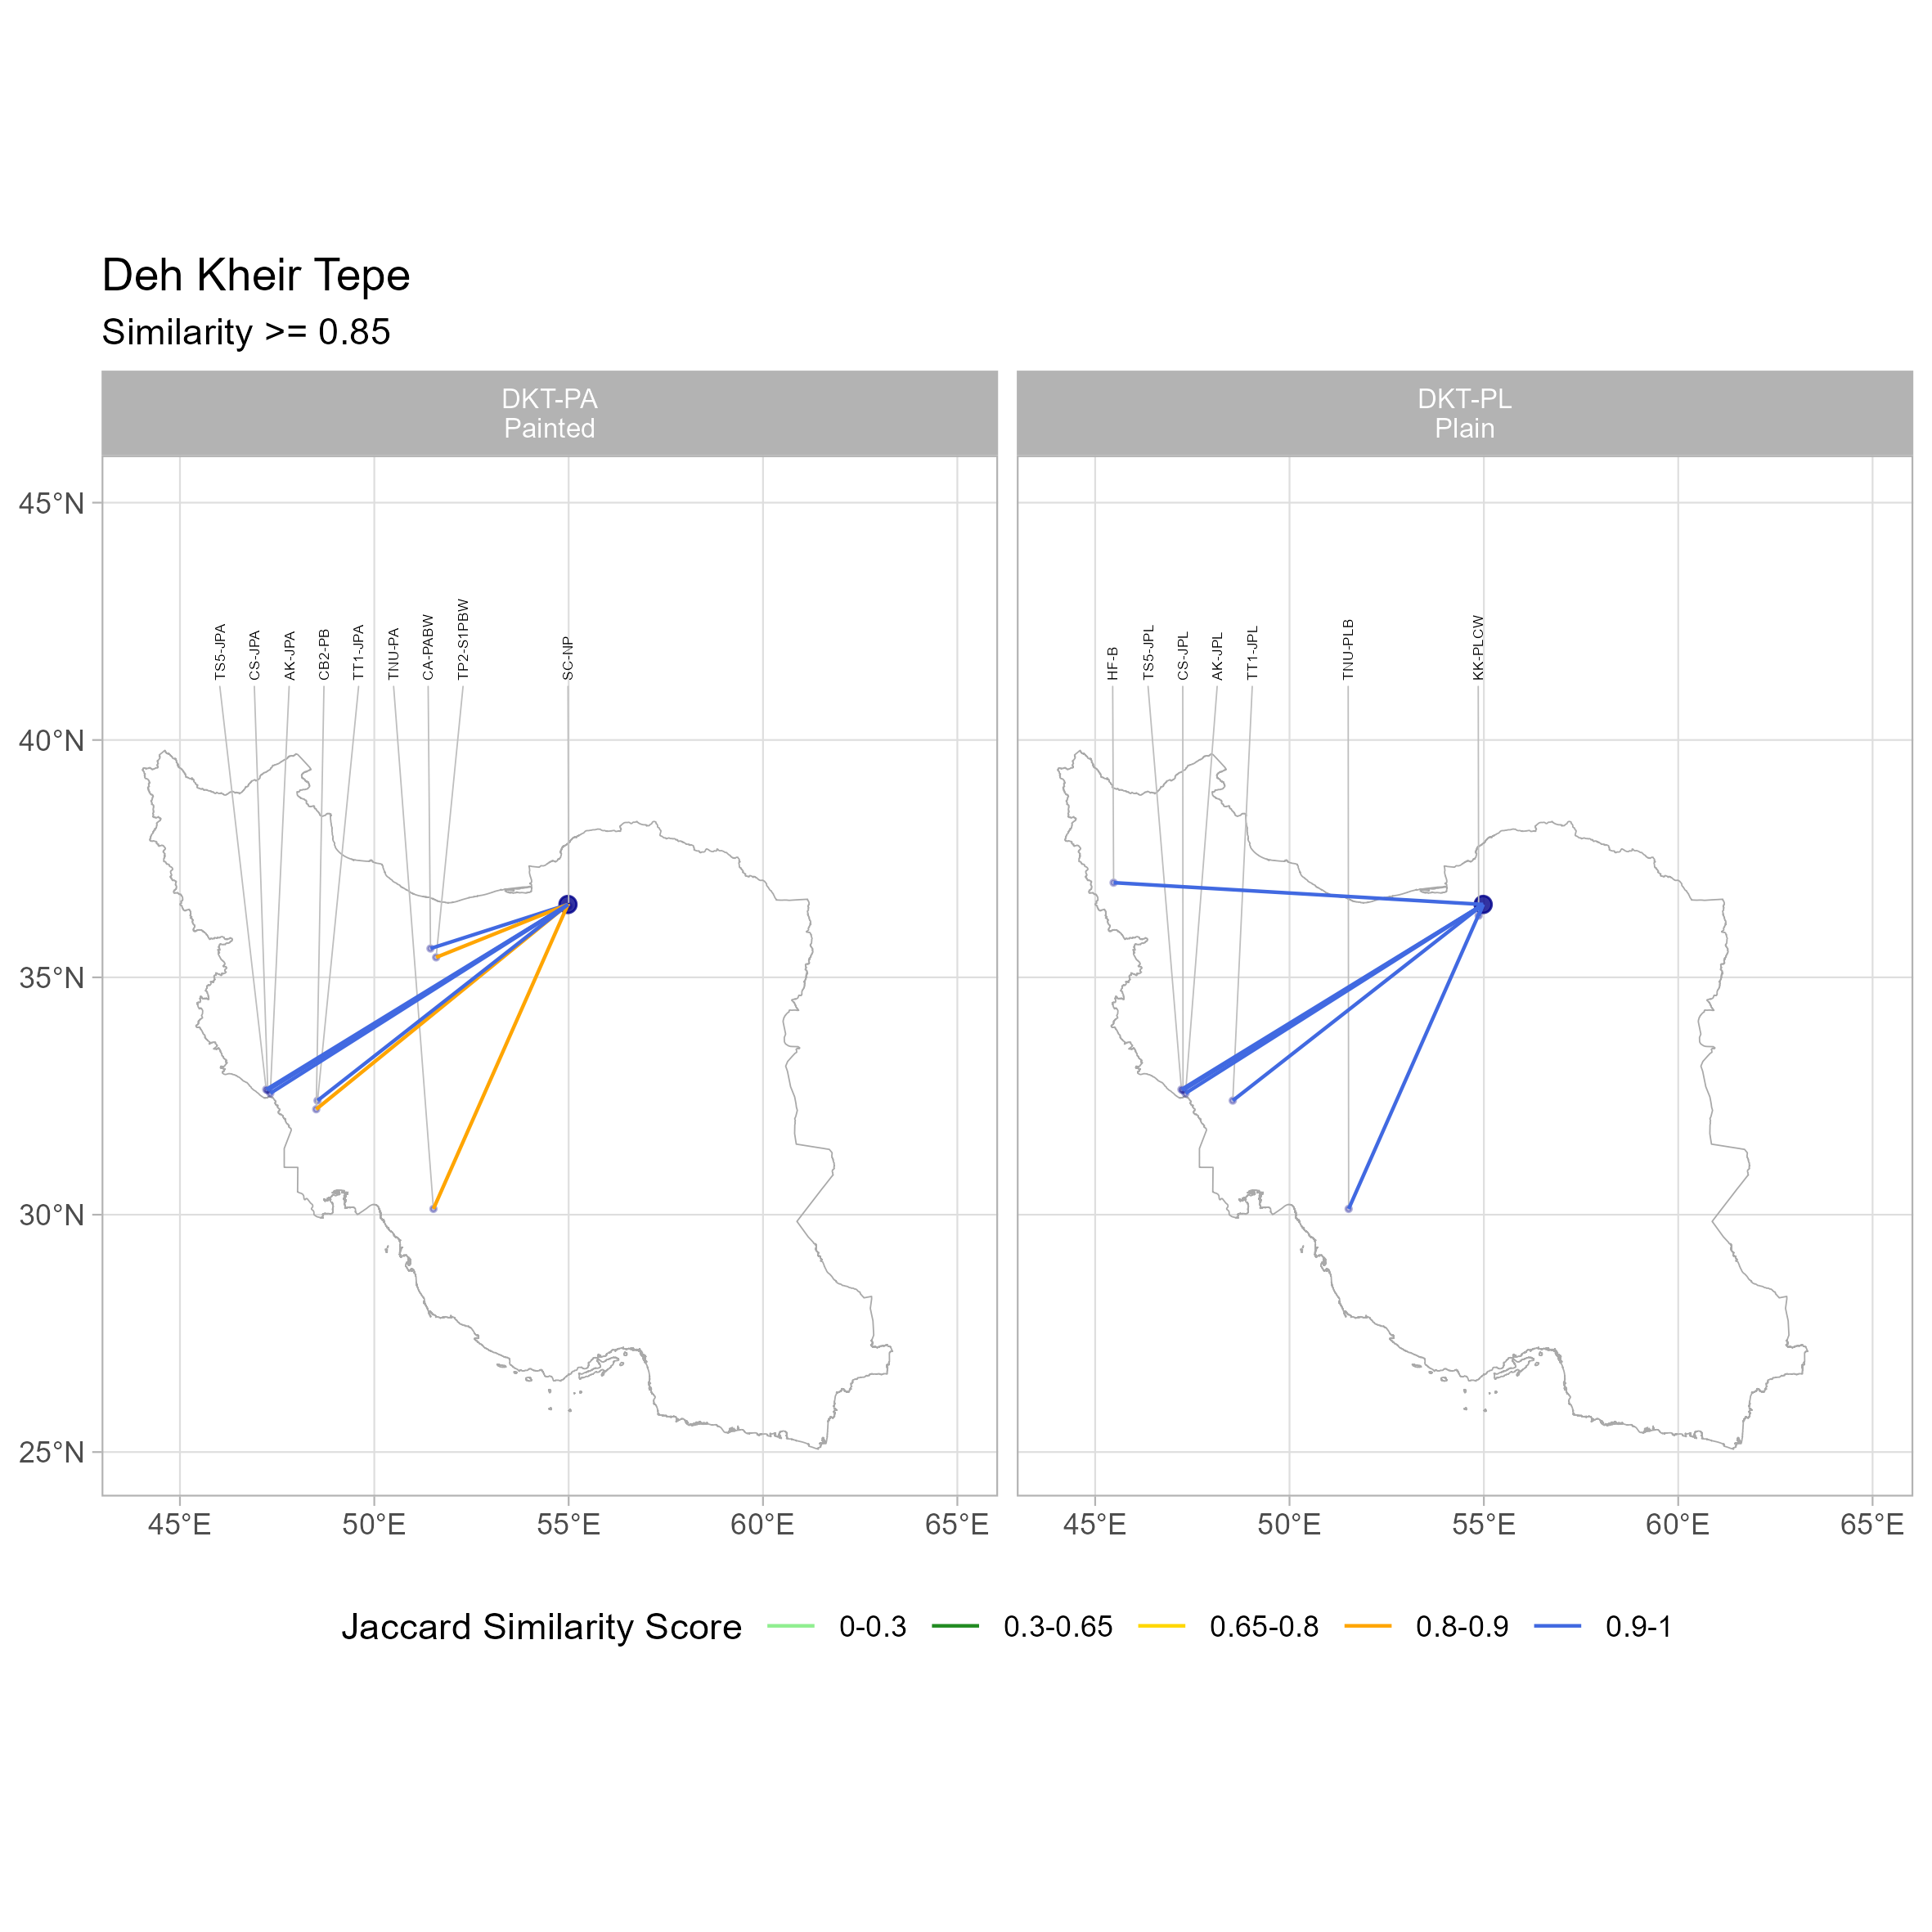 Deh Kheir Tepe
Similarity >= 0.85
DKT-PA
Painted
DKT-PL
Plain
TS5-JPA
CS-JPA
AK-JPA
CB2-PB
TT1-JPA
TNU-PA
CA-PABW
TP2-S1PBW
SC-NP
HF-B
TS5-JPL
CS-JPL
AK-JPL
TT1-JPL
TNU-PLB
KK-PLCW
45°N
40°N
35°N
30°N
25°N
45°E 50°E 55°E 60°E 65°E
45°E 50°E 55°E 60°E 65°E
Jaccard Similarity Score 0-0.3 0.3-0.65 0.65-0.8 0.8-0.9 0.9-1